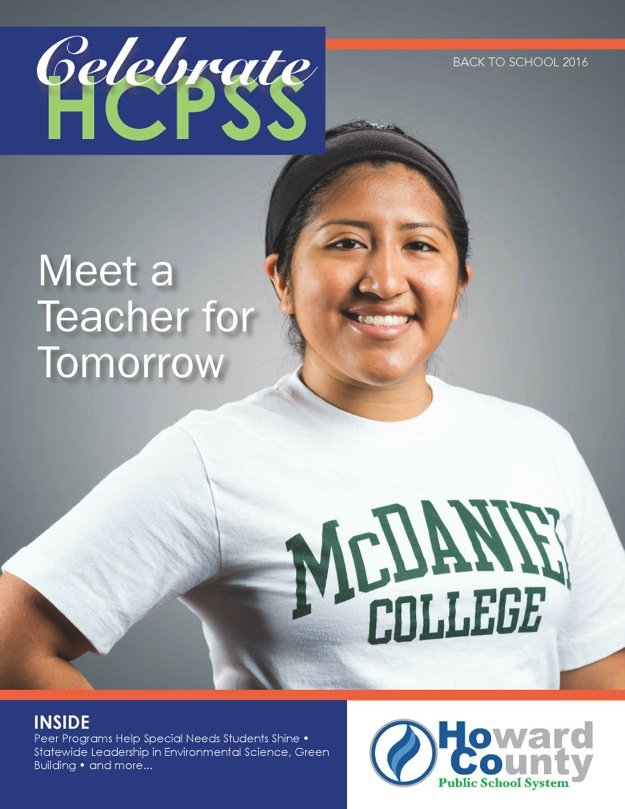 Celebrate
HCPSS
BACK TO SCHOOL 2016
Meet a
Teacher for
Tomorrow
McDANIEL
COLLEGE
INSIDE
Peer Programs Help Special Needs Students Shine •
Statewide Leadership in Environmental Science, Green
Building • and more...
Howard
County
Public School System